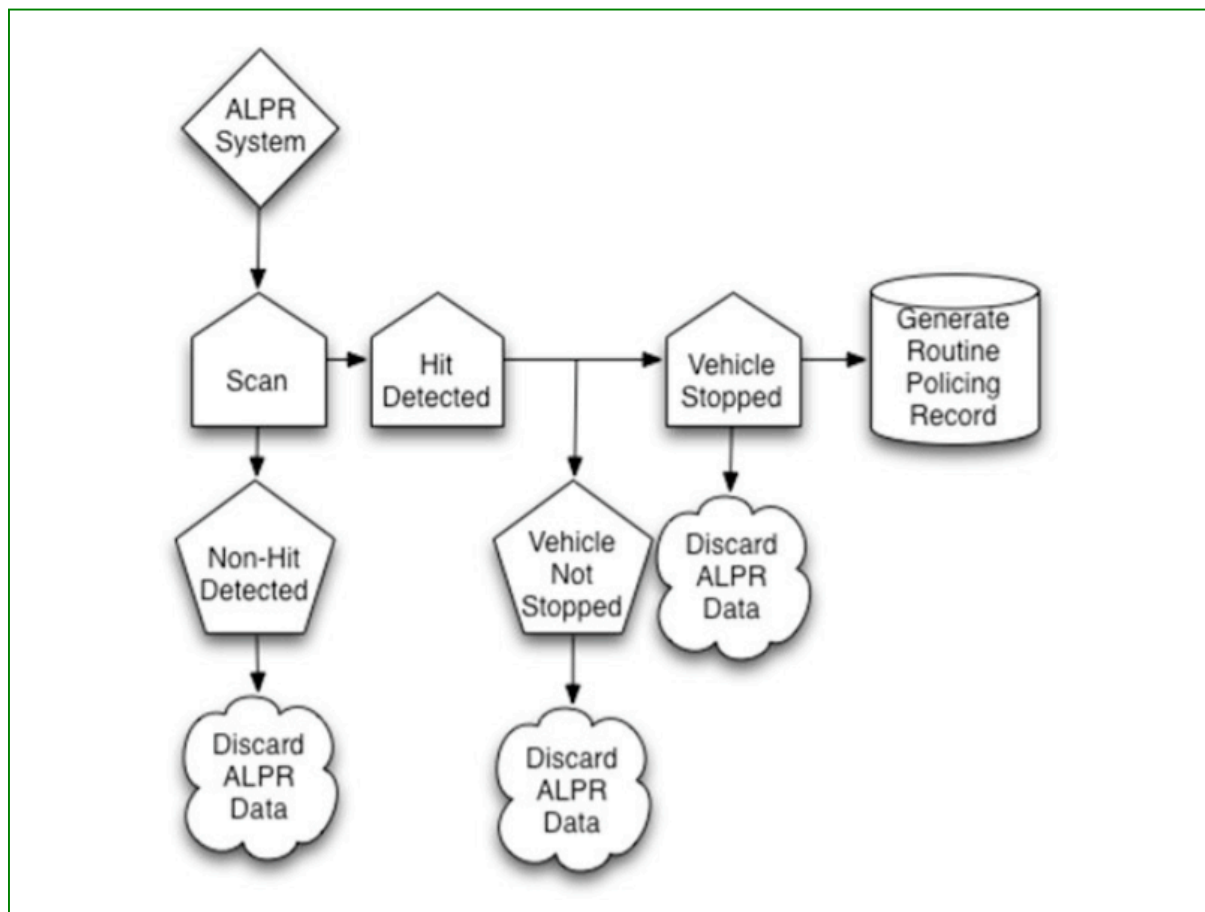 ALPR
System
Scan
Hit
Detected
Vehicle
Stopped
Generate
Routine
Policing
Record
Non-Hit
Detected
Vehicle
Not
Stopped
Discard
ALPR
Data
Discard
ALPR
Data
Discard
ALPR
Data